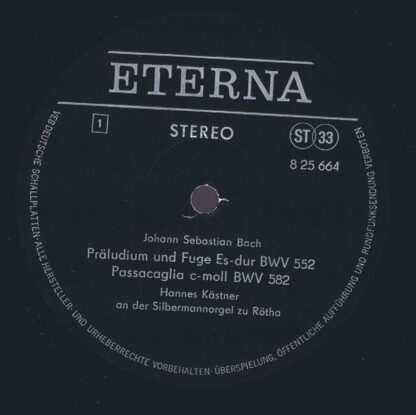 ETERNA
1
STEREO
ST 33
8 25 664
Johann Sebastian Bach
Präludium und Fuge Es-dur BWV 552
Passacaglia c-moll BWV 582
Hannes Kästner
an der Silbermannorgel zu Rötha
VEB DEUTSCHE SCHALLPLATTEN · ALLE HERSTELLER- UND URHEBERRECHTE VORBEHALTEN · ÜBERSPIELUNG, ÖFFENTLICHE AUFFÜHRUNG UND RUNDFUNKSENDUNG VERBOTEN